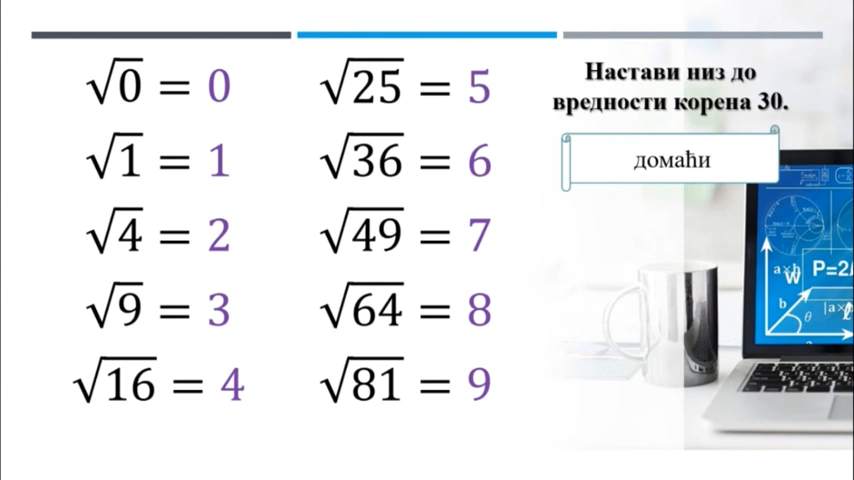 √0 = 0
√1 = 1
√4 = 2
√9 = 3
√16 = 4
√25 = 5
√36 = 6
√49 = 7
√64 = 8
√81 = 9
Настави низ до
вредности корена 30.
домаћи
a×b
W
P=2
b
θ
|a×